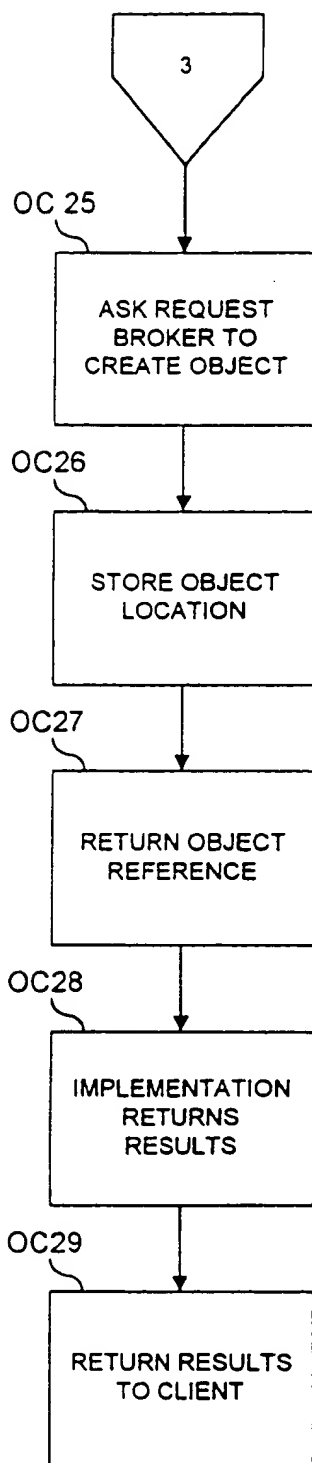 3
OC 25
ASK REQUEST
BROKER TO
CREATE OBJECT
OC26
STORE OBJECT
LOCATION
OC27
RETURN OBJECT
REFERENCE
OC28
IMPLEMENTATION
RETURNS
RESULTS
OC29
RETURN RESULTS
TO CLIENT